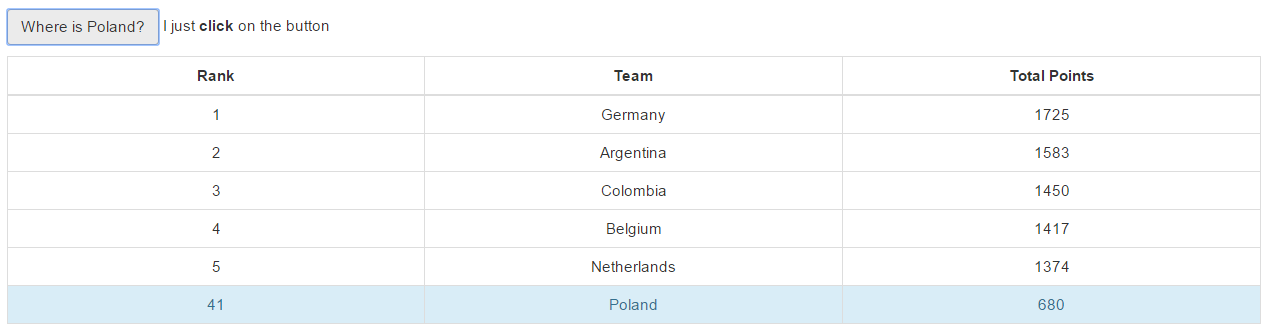 Where is Poland? I just click on the button
Rank Team Total Points
1 Germany 1725
2 Argentina 1583
3 Colombia 1450
4 Belgium 1417
5 Netherlands 1374
41 Poland 680